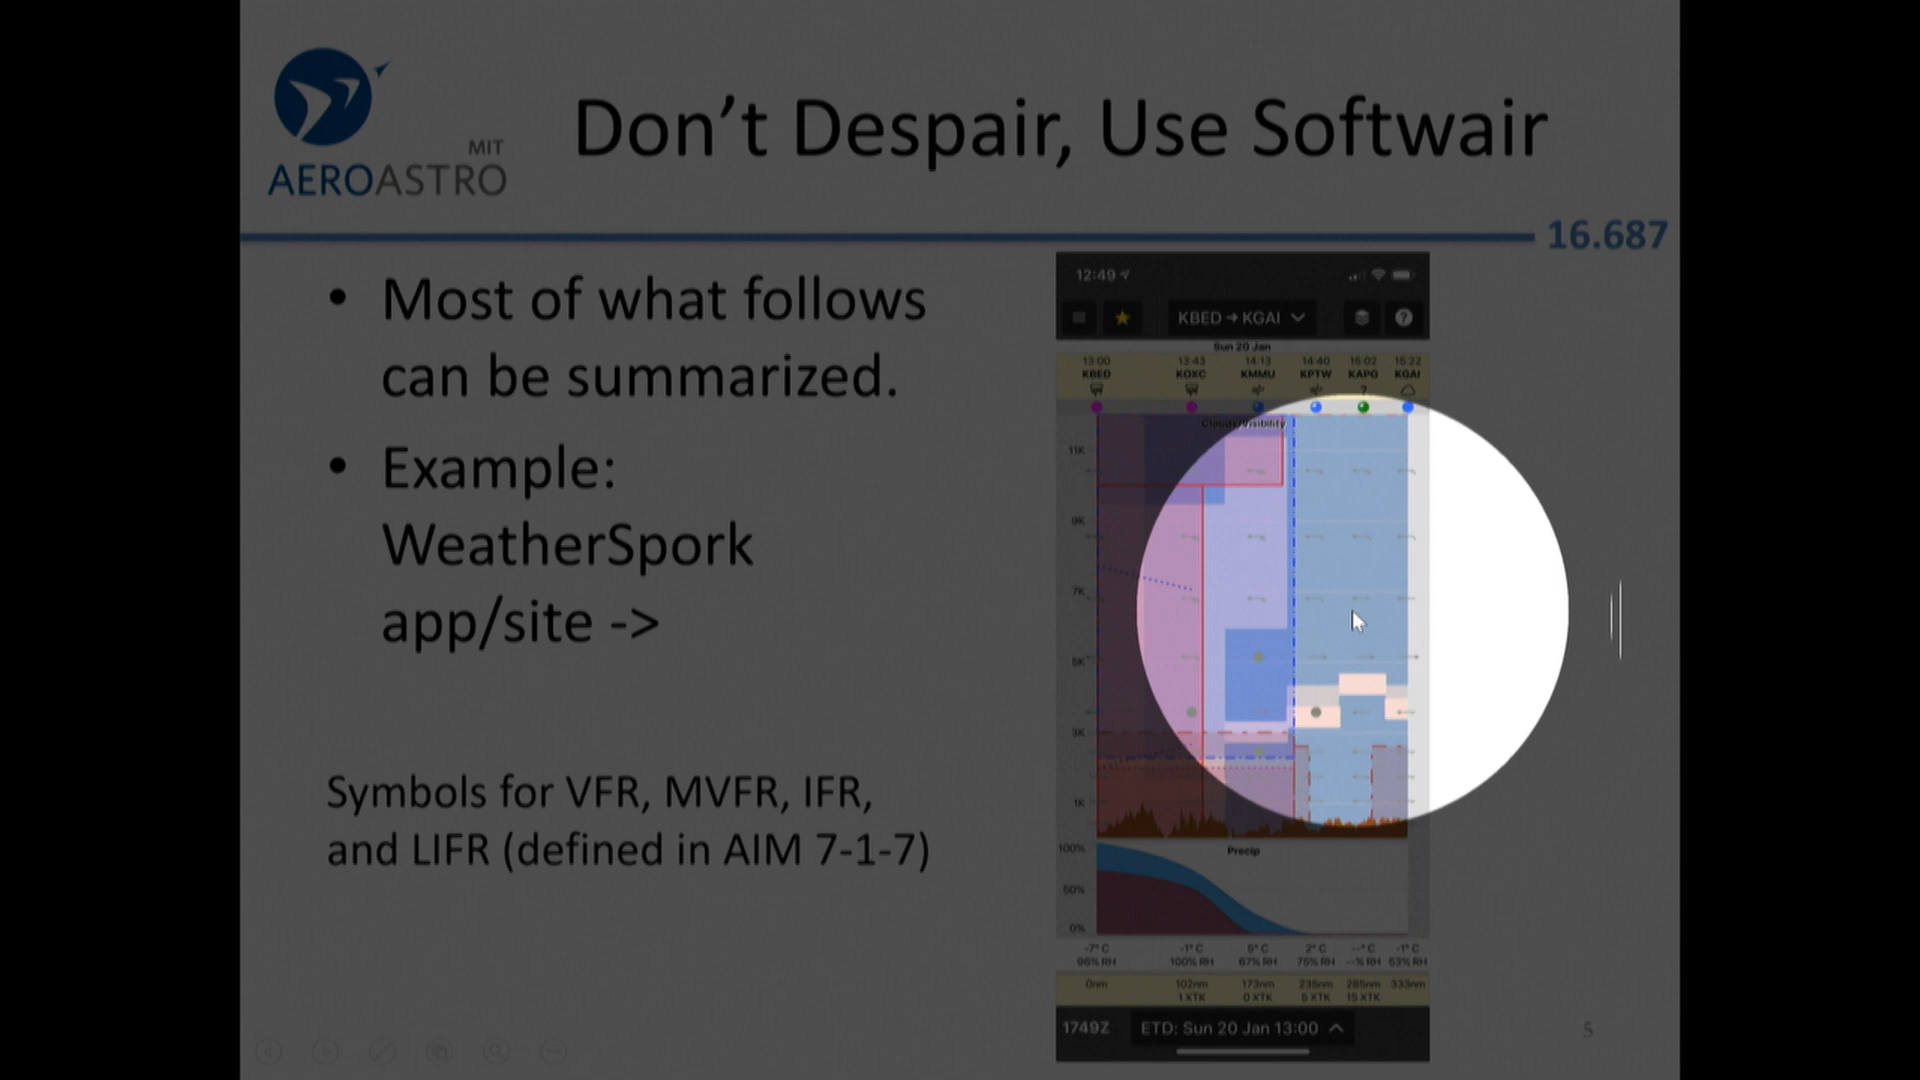 MIT
AEROASTRO
Don't Despair, Use Softwair
16.687
• Most of what follows
can be summarized.
• Example:
WeatherSpork
app/site ->
Symbols for VFR, MVFR, IFR,
and LIFR (defined in AIM 7-1-7)
12:49
KBED → KGAI
Sun 20 Jan
13:00 13:43 14:13 14:40 15:02 15:22
KBED KOXC KMMU KPTW KAPG KGAI
?
Clouds/Visibility
11K
9K
7K
5K
3K
1K
Precip
100%
50%
0%
-7° C -1° C 5° C 2° C --° C -1° C
96% RH 100% RH 67% RH 75% RH --% RH 53% RH
0nm 102nm 173nm 235nm 285nm 333nm
1 XTK 0 XTK 5 XTK 15 XTK
1749Z ETD: Sun 20 Jan 13:00
5